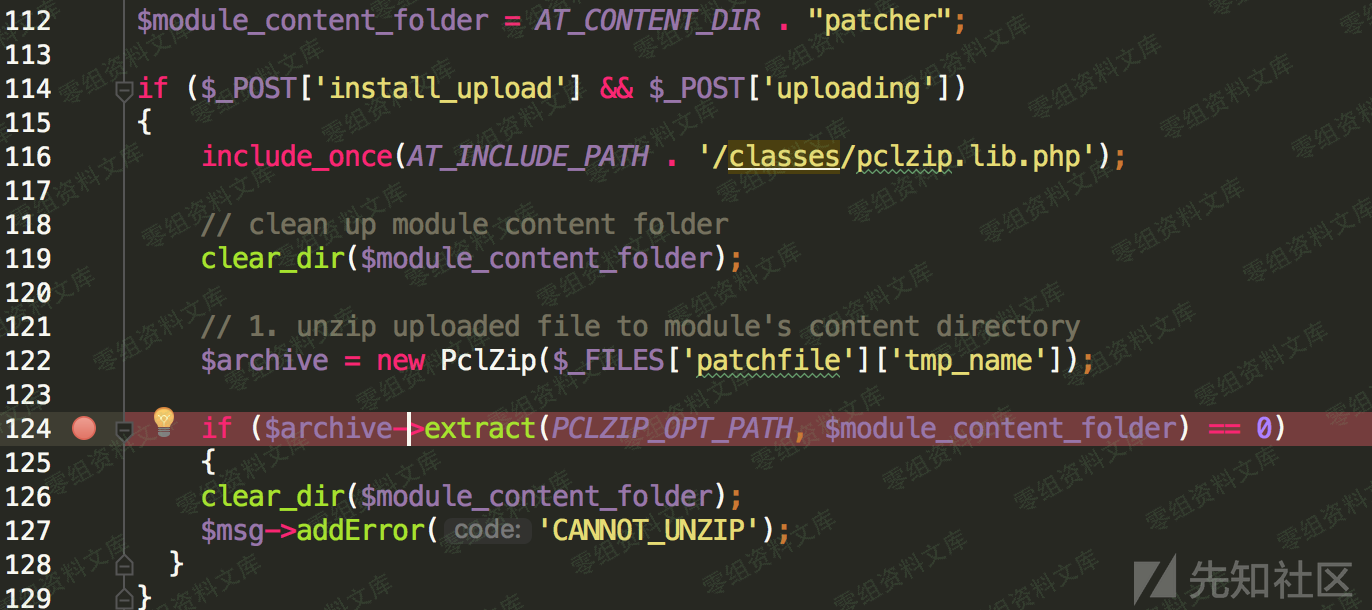 112 $module_content_folder = AT_CONTENT_DIR . "patcher";
113
114 if ($_POST['install_upload'] && $_POST['uploading'])
115 {
116 include_once(AT_INCLUDE_PATH . '/classes/pclzip.lib.php');
117
118 // clean up module content folder
119 clear_dir($module_content_folder);
120
121 // 1. unzip uploaded file to module's content directory
122 $archive = new PclZip($_FILES['patchfile']['tmp_name']);
123
124 if ($archive->extract(PCLZIP_OPT_PATH, $module_content_folder) == 0)
125 {
126 clear_dir($module_content_folder);
127 $msg->addError( code: 'CANNOT_UNZIP');
128 }
129 }
零组资料文库
先知社区